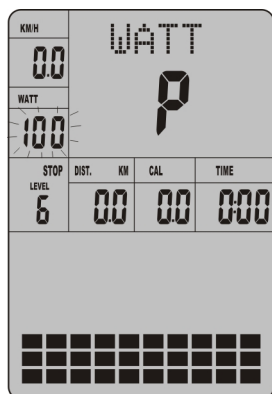 KM/H
0.0
WATT
P
WATT
100
STOP
LEVEL
6
DIST. KM
0.0
CAL
0.0
TIME
0:00